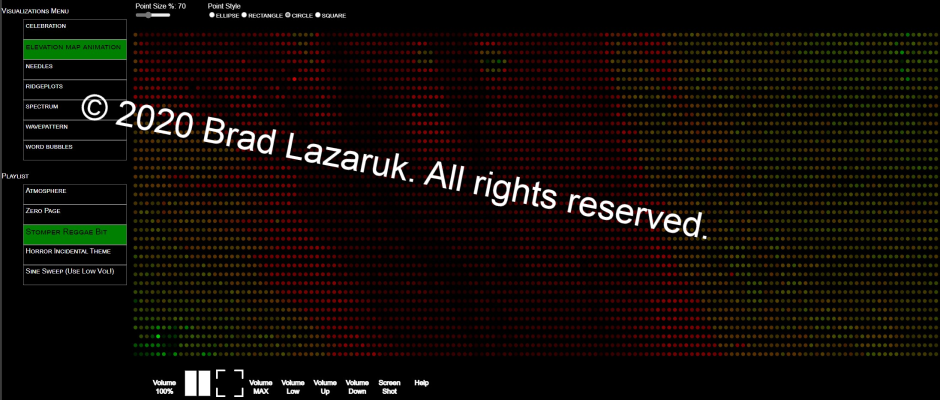 Visualizations Menu
CELEBRATION
ELEVATION MAP ANIMATION
NEEDLES
RIDGEPLOTS
SPECTRUM
WAVEPATTERN
WORD BUBBLES
Playlist
Atmosphere
Zero Page
Stomper Reggae Bit
Horror Incidental Theme
Sine Sweep (Use Low Vol!)
Point Size %: 70
Point Style
ELLIPSE RECTANGLE CIRCLE SQUARE
© 2020 Brad Lazaruk. All rights reserved.
Volume 100%
Volume MAX
Volume Low
Volume Up
Volume Down
Screen Shot
Help